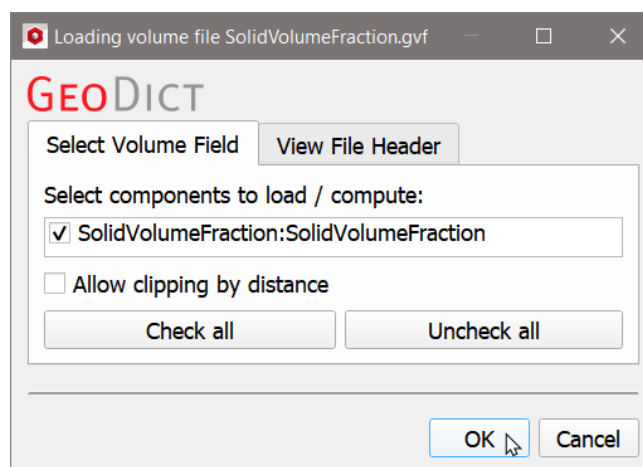 Loading volume file SolidVolumeFraction.gvf
GEODICT
Select Volume Field
View File Header
Select components to load / compute:
SolidVolumeFraction:SolidVolumeFraction
Allow clipping by distance
Check all
Uncheck all
OK
Cancel